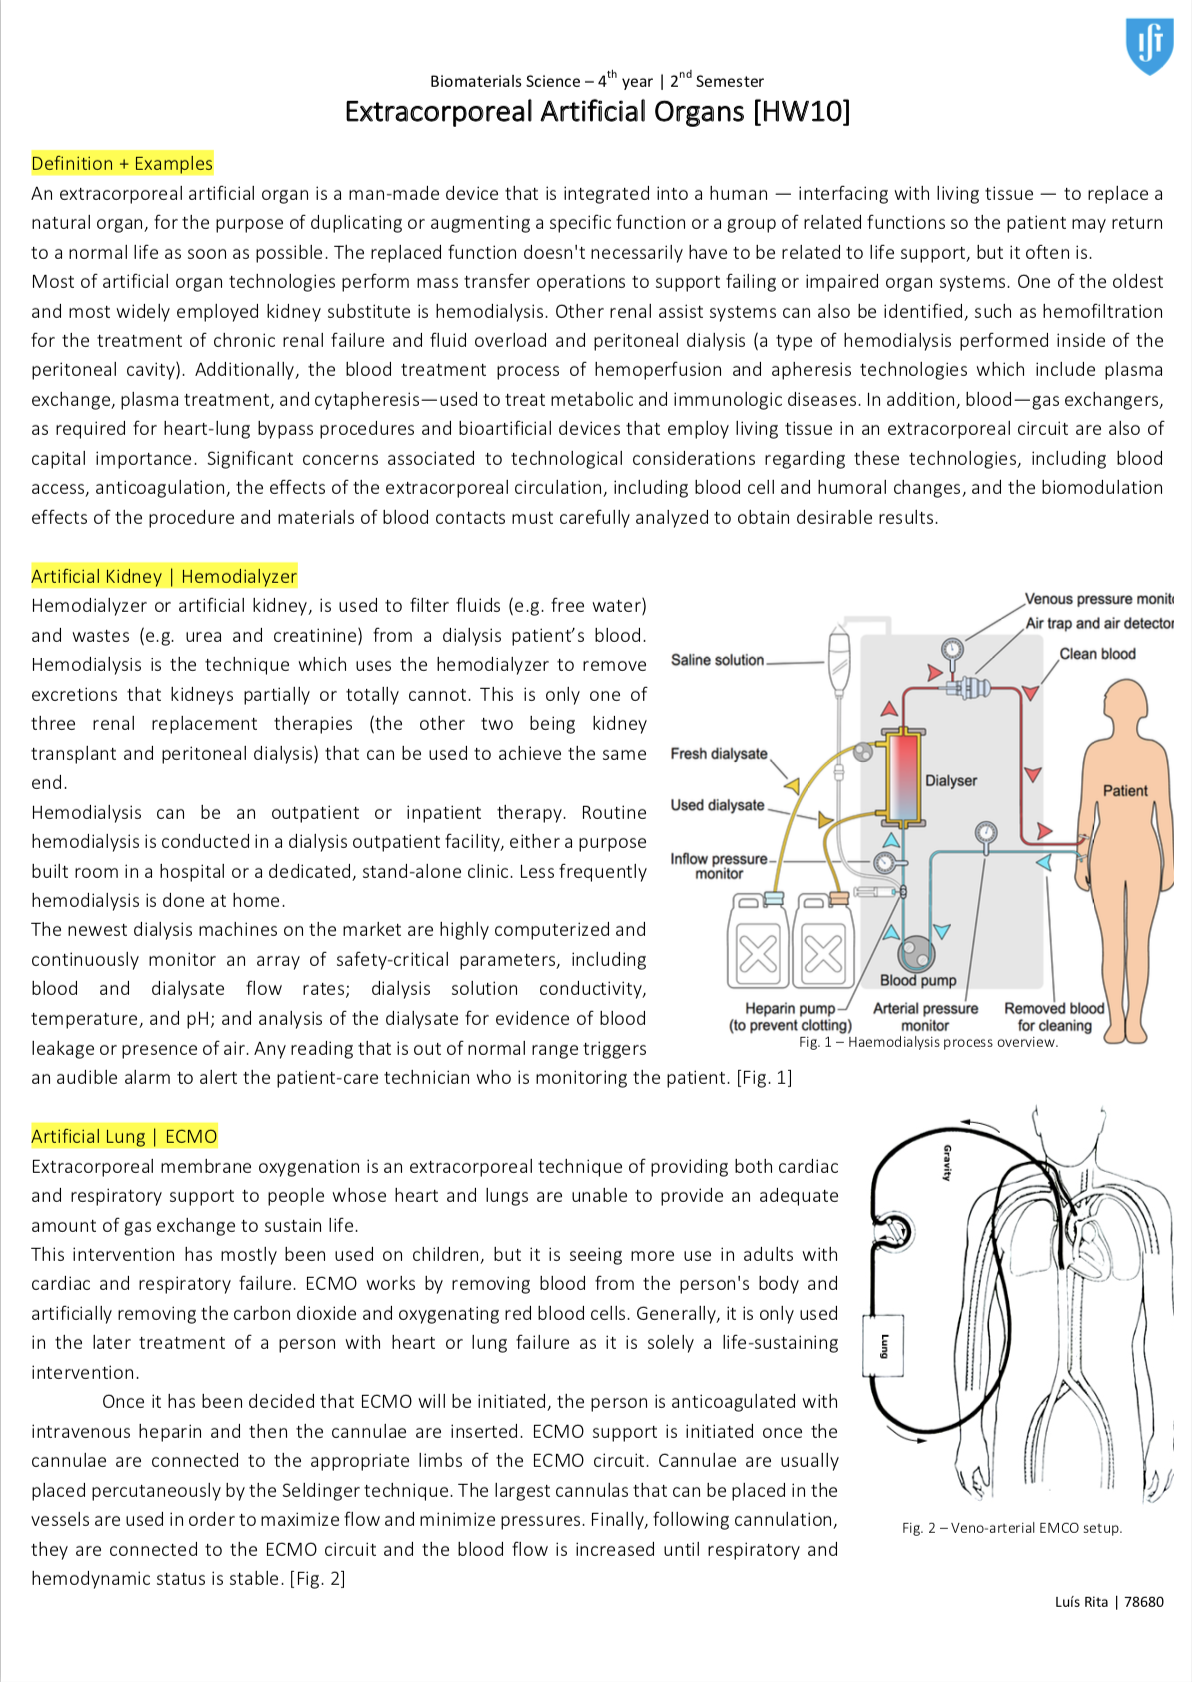 IST
Biomaterials Science – 4th year | 2nd Semester
Extracorporeal Artificial Organs [HW10]
Definition + Examples
An extracorporeal artificial organ is a man-made device that is integrated into a human — interfacing with living tissue — to replace a
natural organ, for the purpose of duplicating or augmenting a specific function or a group of related functions so the patient may return
to a normal life as soon as possible. The replaced function doesn't necessarily have to be related to life support, but it often is.
Most of artificial organ technologies perform mass transfer operations to support failing or impaired organ systems. One of the oldest
and most widely employed kidney substitute is hemodialysis. Other renal assist systems can also be identified, such as hemofiltration
for the treatment of chronic renal failure and fluid overload and peritoneal dialysis (a type of hemodialysis performed inside of the
peritoneal cavity). Additionally, the blood treatment process of hemoperfusion and apheresis technologies which include plasma
exchange, plasma treatment, and cytapheresis—used to treat metabolic and immunologic diseases. In addition, blood—gas exchangers,
as required for heart-lung bypass procedures and bioartificial devices that employ living tissue in an extracorporeal circuit are also of
capital importance. Significant concerns associated to technological considerations regarding these technologies, including blood
access, anticoagulation, the effects of the extracorporeal circulation, including blood cell and humoral changes, and the biomodulation
effects of the procedure and materials of blood contacts must carefully analyzed to obtain desirable results.
Artificial Kidney | Hemodialyzer
Hemodialyzer or artificial kidney, is used to filter fluids (e.g. free water)
and wastes (e.g. urea and creatinine) from a dialysis patient’s blood.
Hemodialysis is the technique which uses the hemodialyzer to remove
excretions that kidneys partially or totally cannot. This is only one of
three renal replacement therapies (the other two being kidney
transplant and peritoneal dialysis) that can be used to achieve the same
end.
Hemodialysis can be an outpatient or inpatient therapy. Routine
hemodialysis is conducted in a dialysis outpatient facility, either a purpose
built room in a hospital or a dedicated, stand-alone clinic. Less frequently
hemodialysis is done at home.
The newest dialysis machines on the market are highly computerized and
continuously monitor an array of safety-critical parameters, including
blood and dialysate flow rates; dialysis solution conductivity,
temperature, and pH; and analysis of the dialysate for evidence of blood
leakage or presence of air. Any reading that is out of normal range triggers
an audible alarm to alert the patient-care technician who is monitoring the patient. [Fig. 1]
Venous pressure monit
Air trap and air detector
Clean blood
Saline solution
Fresh dialysate
Dialyser
Patient
Used dialysate
Inflow pressure
monitor
Blood pump
Heparin pump
(to prevent clotting)
Arterial pressure
monitor
Removed blood
for cleaning
Fig. 1 – Haemodialysis process overview.
Artificial Lung | ECMO
Extracorporeal membrane oxygenation is an extracorporeal technique of providing both cardiac
and respiratory support to people whose heart and lungs are unable to provide an adequate
amount of gas exchange to sustain life.
This intervention has mostly been used on children, but it is seeing more use in adults with
cardiac and respiratory failure. ECMO works by removing blood from the person's body and
artificially removing the carbon dioxide and oxygenating red blood cells. Generally, it is only used
in the later treatment of a person with heart or lung failure as it is solely a life-sustaining
intervention.
Once it has been decided that ECMO will be initiated, the person is anticoagulated with
intravenous heparin and then the cannulae are inserted. ECMO support is initiated once the
cannulae are connected to the appropriate limbs of the ECMO circuit. Cannulae are usually
placed percutaneously by the Seldinger technique. The largest cannulas that can be placed in the
vessels are used in order to maximize flow and minimize pressures. Finally, following cannulation,
they are connected to the ECMO circuit and the blood flow is increased until respiratory and
hemodynamic status is stable. [Fig. 2]
Gravity
Lung
Fig. 2 – Veno-arterial EMCO setup.
Luís Rita | 78680